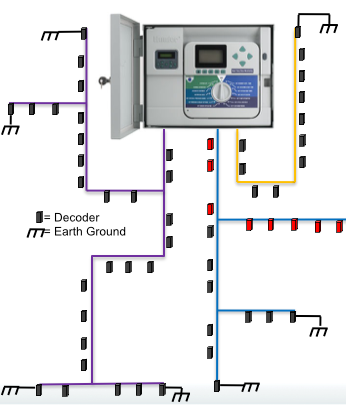 = Decoder
= Earth Ground